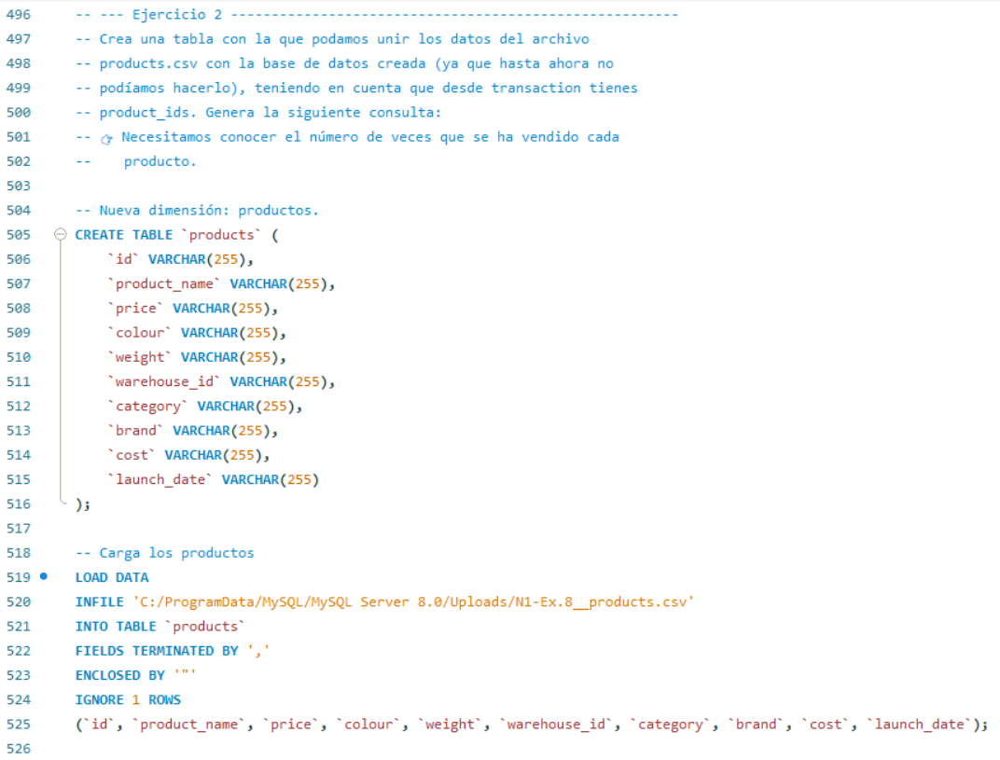 496 -- --- Ejercicio 2 -------------------------------------------------------
497 -- Crea una tabla con la que podamos unir los datos del archivo
498 -- products.csv con la base de datos creada (ya que hasta ahora no
499 -- podíamos hacerlo), teniendo en cuenta que desde transaction tienes
500 -- product_ids. Genera la siguiente consulta:
501 -- 👉 Necesitamos conocer el número de veces que se ha vendido cada
502 --    producto.
503
504 -- Nueva dimensión: productos.
505 CREATE TABLE `products` (
506     `id` VARCHAR(255),
507     `product_name` VARCHAR(255),
508     `price` VARCHAR(255),
509     `colour` VARCHAR(255),
510     `weight` VARCHAR(255),
511     `warehouse_id` VARCHAR(255),
512     `category` VARCHAR(255),
513     `brand` VARCHAR(255),
514     `cost` VARCHAR(255),
515     `launch_date` VARCHAR(255)
516 );
517
518 -- Carga los productos
519 LOAD DATA
520 INFILE 'C:/ProgramData/MySQL/MySQL Server 8.0/Uploads/N1-Ex.8__products.csv'
521 INTO TABLE `products`
522 FIELDS TERMINATED BY ','
523 ENCLOSED BY '"'
524 IGNORE 1 ROWS
525 (`id`, `product_name`, `price`, `colour`, `weight`, `warehouse_id`, `category`, `brand`, `cost`, `launch_date`);
526